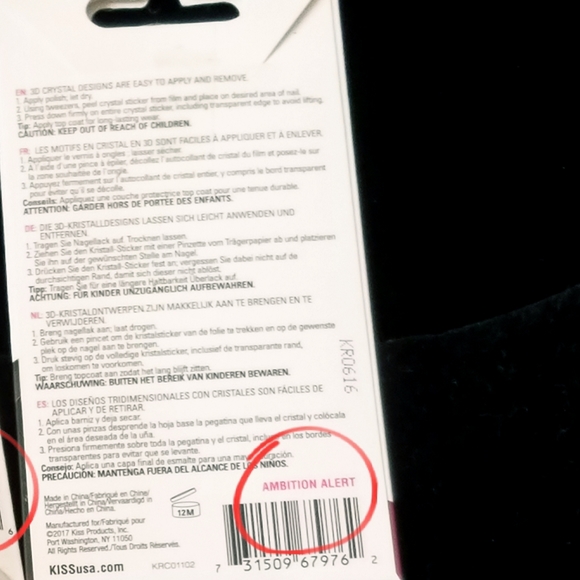 EN: 3D CRYSTAL DESIGNS ARE EASY TO APPLY AND REMOVE.
1. Apply polish; let dry.
2. Using tweezers, peel crystal sticker from film and place on desired area of nail.
3. Press down firmly on entire crystal sticker, including transparent edge to avoid lifting.
Tip: Apply top coat for long-lasting wear.
CAUTION: KEEP OUT OF REACH OF CHILDREN.
FR: LES MOTIFS EN CRISTAL EN 3D SONT FACILES À APPLIQUER ET À ENLEVER.
1. Appliquer le vernis à ongles; laisser sécher.
2. À l'aide d'une pince à épiler, décollez l'autocollant de cristal du film et posez-le sur
la zone souhaitée de l'ongle.
3. Appuyez fermement sur l'autocollant de cristal entier, y compris le bord transparent
pour éviter qu'il se décolle.
Conseils: Appliquez une couche protectrice top coat pour une tenue durable.
ATTENTION: GARDER HORS DE PORTÉE DES ENFANTS.
DE: DIE 3D-KRISTALLDESIGNS LASSEN SICH LEICHT ANWENDEN UND
ENTFERNEN.
1. Tragen Sie Nagellack auf. Trocknen lassen.
2. Ziehen Sie den Kristall-Sticker mit einer Pinzette vom Trägerpapier ab und platzieren
Sie ihn auf der gewünschten Stelle am Nagel.
3. Drücken Sie den Kristall-Sticker fest an; vergessen Sie dabei nicht auf de
durchsichtigen Rand, damit sich dieser nicht ablöst.
Tipp: Tragen Sie für eine längere Haltbarkeit Überlack auf.
ACHTUNG: FÜR KINDER UNZUGÄNGLICH AUFBEWAHREN.
NL: 3D-KRISTALONTWERPEN ZIJN MAKKELIJK AAN TE BRENGEN EN TE
VERWIJDEREN.
1. Breng nagellak aan; laat drogen.
2. Gebruik een pincet om de kristalsticker van de folie te trekken en op de gewenste
plek op de nagel aan te brengen.
3. Druk stevig op de volledige kristalsticker, inclusief de transparante rand,
om loskomen te voorkomen.
Tip: Breng topcoat aan zodat het lang blijft zitten.
WAARSCHUWING: BUITEN HET BEREIK VAN KINDEREN BEWAREN.
ES: LOS DISEÑOS TRIDIMENSIONALES CON CRISTALES SON FÁCILES DE
APLICAR Y DE RETIRAR.
1. Aplica barniz y deja secar.
2. Con unas pinzas desprende la hoja base la pegatina que lleva el cristal y colócala
en el área deseada de la uña.
3. Presiona firmemente sobre toda la pegatina y el cristal, en los bordes
transparentes para evitar que se levante.
Consejo: Aplica una capa final de esmalte para una
PRECAUCIÓN: MANTENGA FUERA DEL ALCANCE DE LOS NIÑOS.
KR0616
AMBITION ALERT
Made in China/Fabriqué en China/
Hergestellt in China/Vervaardigd in
China/Hecho en China.
12M
Manufactured for/Fabriqué pour
©2017 Kiss Products, Inc.
Port Washington, NY 11050
All Rights Reserved./Tous Droits Réservés.
KISSusa.com
KRC01102
7 31509 67976 2
6